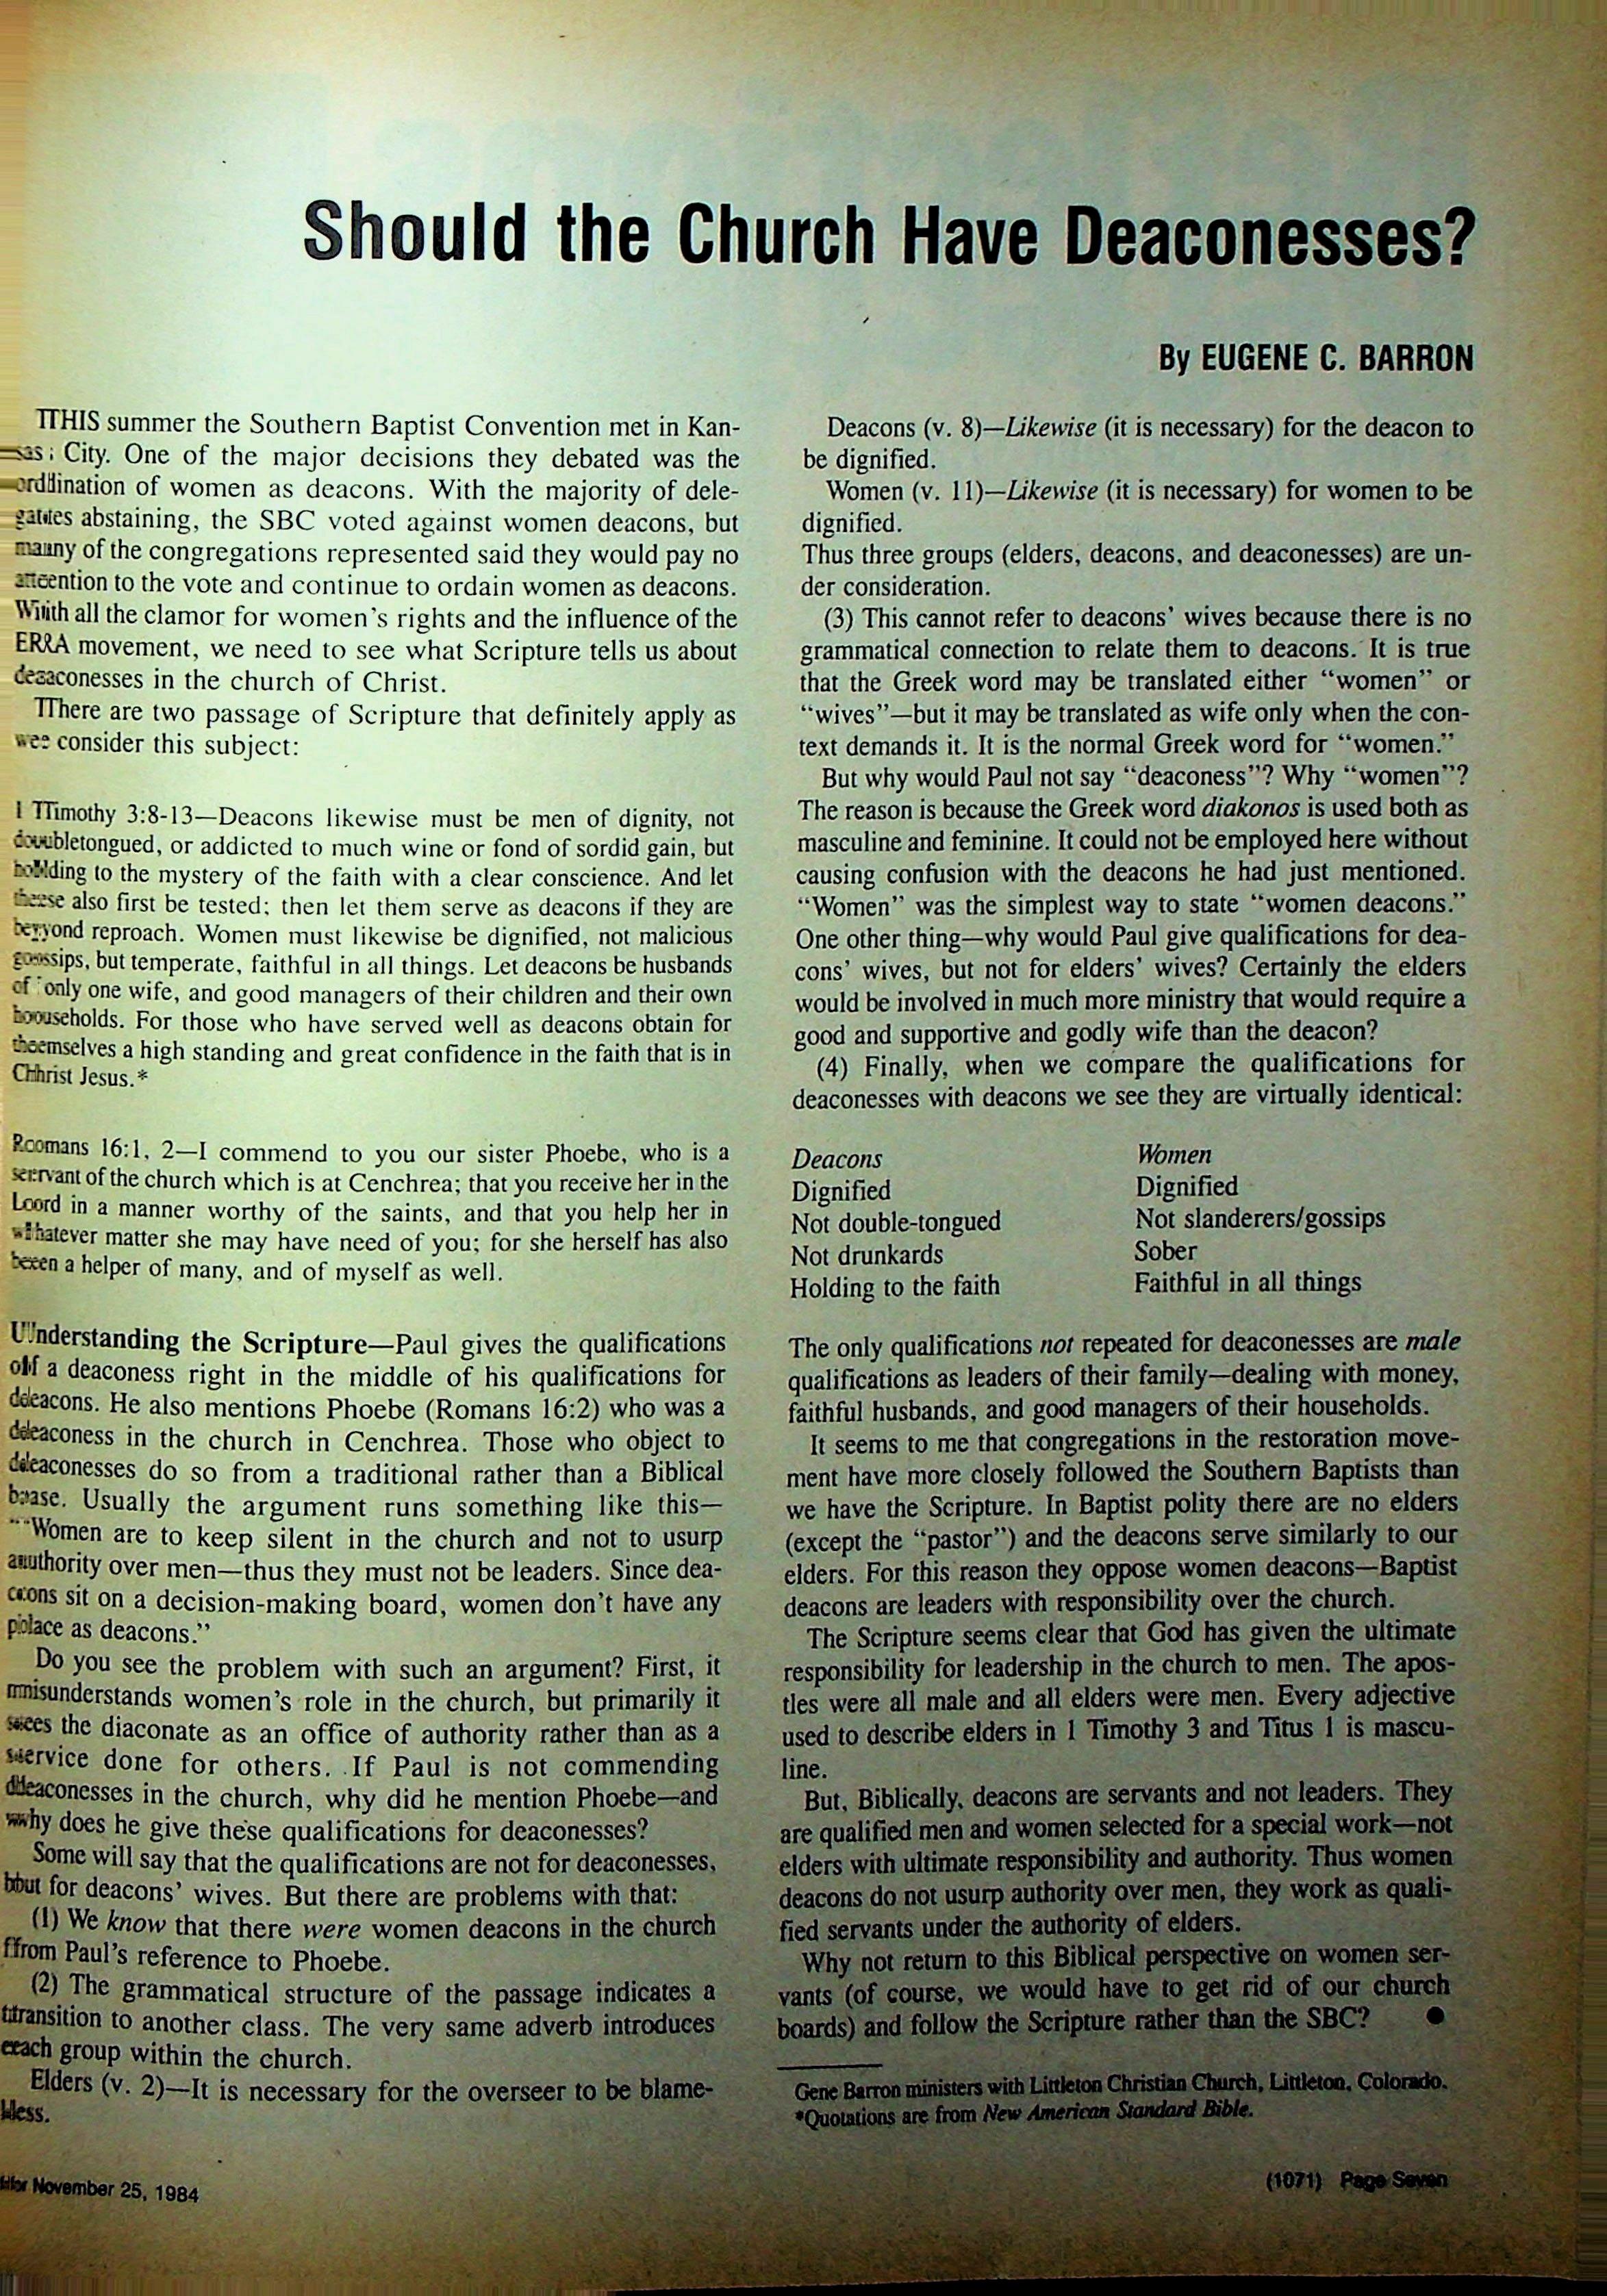 Should the Church Have Deaconesses?
By EUGENE C. BARRON
THIS summer the Southern Baptist Convention met in Kan-
sas City. One of the major decisions they debated was the
ordination of women as deacons. With the majority of dele-
gates abstaining, the SBC voted against women deacons, but
many of the congregations represented said they would pay no
attention to the vote and continue to ordain women as deacons.
With all the clamor for women's rights and the influence of the
ERA movement, we need to see what Scripture tells us about
deaconesses in the church of Christ.
There are two passage of Scripture that definitely apply as
we consider this subject:
1 Timothy 3:8-13—Deacons likewise must be men of dignity, not
doubletongued, or addicted to much wine or fond of sordid gain, but
holding to the mystery of the faith with a clear conscience. And let
these also first be tested; then let them serve as deacons if they are
beyond reproach. Women must likewise be dignified, not malicious
gossips, but temperate, faithful in all things. Let deacons be husbands
of only one wife, and good managers of their children and their own
households. For those who have served well as deacons obtain for
themselves a high standing and great confidence in the faith that is in
Christ Jesus.*
Romans 16:1, 2—I commend to you our sister Phoebe, who is a
servant of the church which is at Cenchrea; that you receive her in the
Lord in a manner worthy of the saints, and that you help her in
whatever matter she may have need of you; for she herself has also
been a helper of many, and of myself as well.
Understanding the Scripture—Paul gives the qualifications
of a deaconess right in the middle of his qualifications for
deacons. He also mentions Phoebe (Romans 16:2) who was a
deaconess in the church in Cenchrea. Those who object to
deaconesses do so from a traditional rather than a Biblical
base. Usually the argument runs something like this—
"Women are to keep silent in the church and not to usurp
authority over men—thus they must not be leaders. Since dea-
cons sit on a decision-making board, women don't have any
place as deacons."
Do you see the problem with such an argument? First, it
misunderstands women's role in the church, but primarily it
sees the diaconate as an office of authority rather than as a
service done for others. If Paul is not commending
deaconesses in the church, why did he mention Phoebe—and
why does he give these qualifications for deaconesses?
Some will say that the qualifications are not for deaconesses,
but for deacons' wives. But there are problems with that:
(1) We know that there were women deacons in the church
from Paul's reference to Phoebe.
(2) The grammatical structure of the passage indicates a
transition to another class. The very same adverb introduces
each group within the church.
Elders (v. 2)—It is necessary for the overseer to be blame-
less.
Deacons (v. 8)—Likewise (it is necessary) for the deacon to
be dignified.
Women (v. 11)—Likewise (it is necessary) for women to be
dignified.
Thus three groups (elders, deacons, and deaconesses) are un-
der consideration.
(3) This cannot refer to deacons' wives because there is no
grammatical connection to relate them to deacons. It is true
that the Greek word may be translated either "women" or
"wives"—but it may be translated as wife only when the con-
text demands it. It is the normal Greek word for "women."
But why would Paul not say "deaconess"? Why "women"?
The reason is because the Greek word diakonos is used both as
masculine and feminine. It could not be employed here without
causing confusion with the deacons he had just mentioned.
"Women" was the simplest way to state "women deacons."
One other thing—why would Paul give qualifications for dea-
cons' wives, but not for elders' wives? Certainly the elders
would be involved in much more ministry that would require a
good and supportive and godly wife than the deacon?
(4) Finally, when we compare the qualifications for
deaconesses with deacons we see they are virtually identical:
Deacons Women
Dignified Dignified
Not double-tongued Not slanderers/gossips
Not drunkards Sober
Holding to the faith Faithful in all things
The only qualifications not repeated for deaconesses are male
qualifications as leaders of their family—dealing with money,
faithful husbands, and good managers of their households.
It seems to me that congregations in the restoration move-
ment have more closely followed the Southern Baptists than
we have the Scripture. In Baptist polity there are no elders
(except the "pastor") and the deacons serve similarly to our
elders. For this reason they oppose women deacons—Baptist
deacons are leaders with responsibility over the church.
The Scripture seems clear that God has given the ultimate
responsibility for leadership in the church to men. The apos-
tles were all male and all elders were men. Every adjective
used to describe elders in 1 Timothy 3 and Titus 1 is mascu-
line.
But, Biblically, deacons are servants and not leaders. They
are qualified men and women selected for a special work—not
elders with ultimate responsibility and authority. Thus women
deacons do not usurp authority over men, they work as quali-
fied servants under the authority of elders.
Why not return to this Biblical perspective on women ser-
vants (of course, we would have to get rid of our church
boards) and follow the Scripture rather than the SBC? ●
Gene Barron ministers with Littleton Christian Church, Littleton, Colorado.
*Quotations are from New American Standard Bible.
for November 25, 1984
(1071) Page Seven